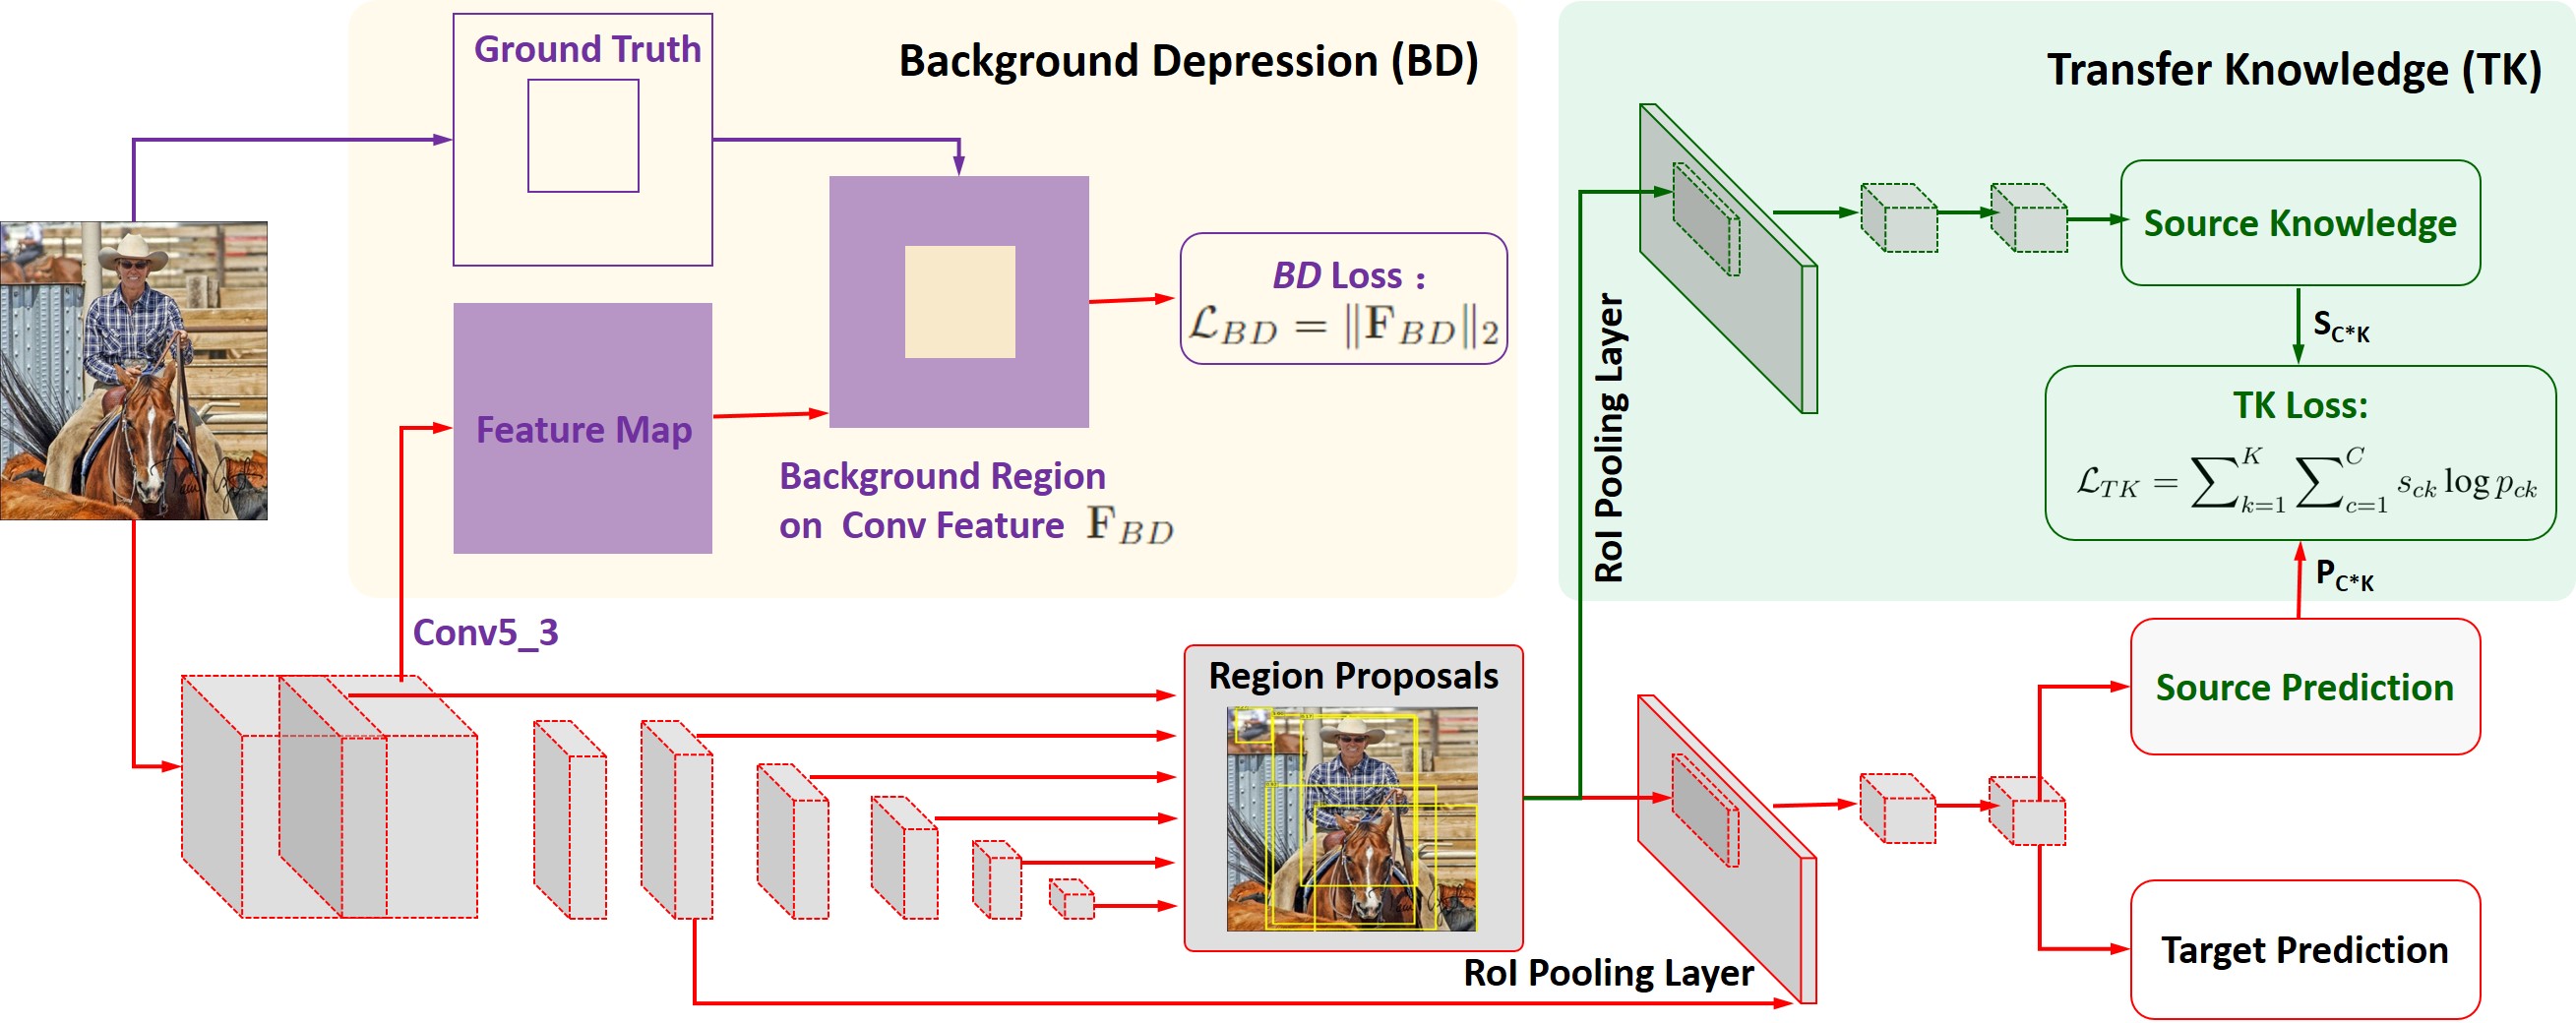 Ground Truth
Background Depression (BD)
Transfer Knowledge (TK)
Source Knowledge
BD Loss :
\mathcal{L}_{BD} = \|\mathbf{F}_{BD}\|_2
Feature Map
Background Region
on Conv Feature F_{BD}
RoI Pooling Layer
S_{C*K}
TK Loss:
\mathcal{L}_{TK} = \sum_{k=1}^{K} \sum_{c=1}^{C} s_{ck} \log p_{ck}
P_{C*K}
Conv5_3
Region Proposals
Source Prediction
RoI Pooling Layer
Target Prediction